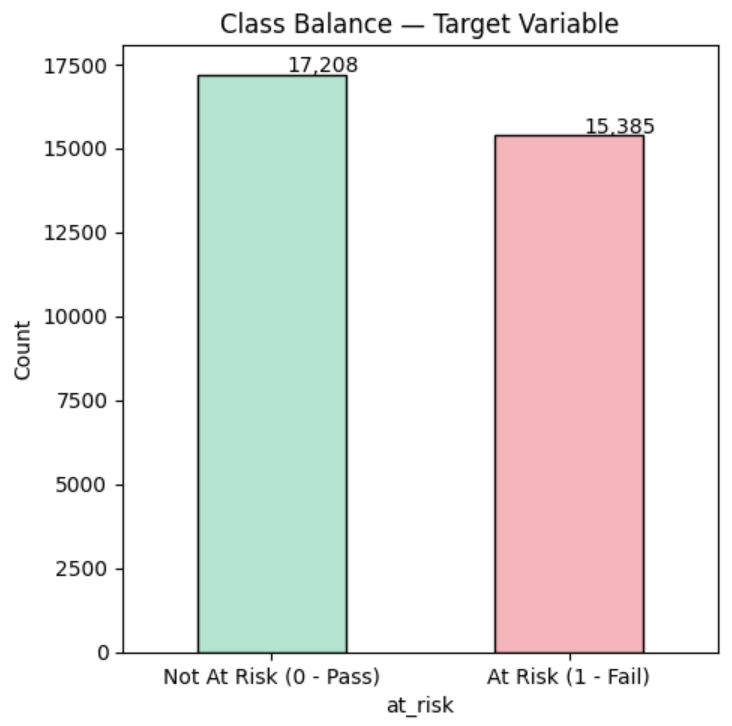 Class Balance — Target Variable
17,208
15,385
17500
15000
12500
10000
7500
5000
2500
0
Count
Not At Risk (0 - Pass)
At Risk (1 - Fail)
at_risk